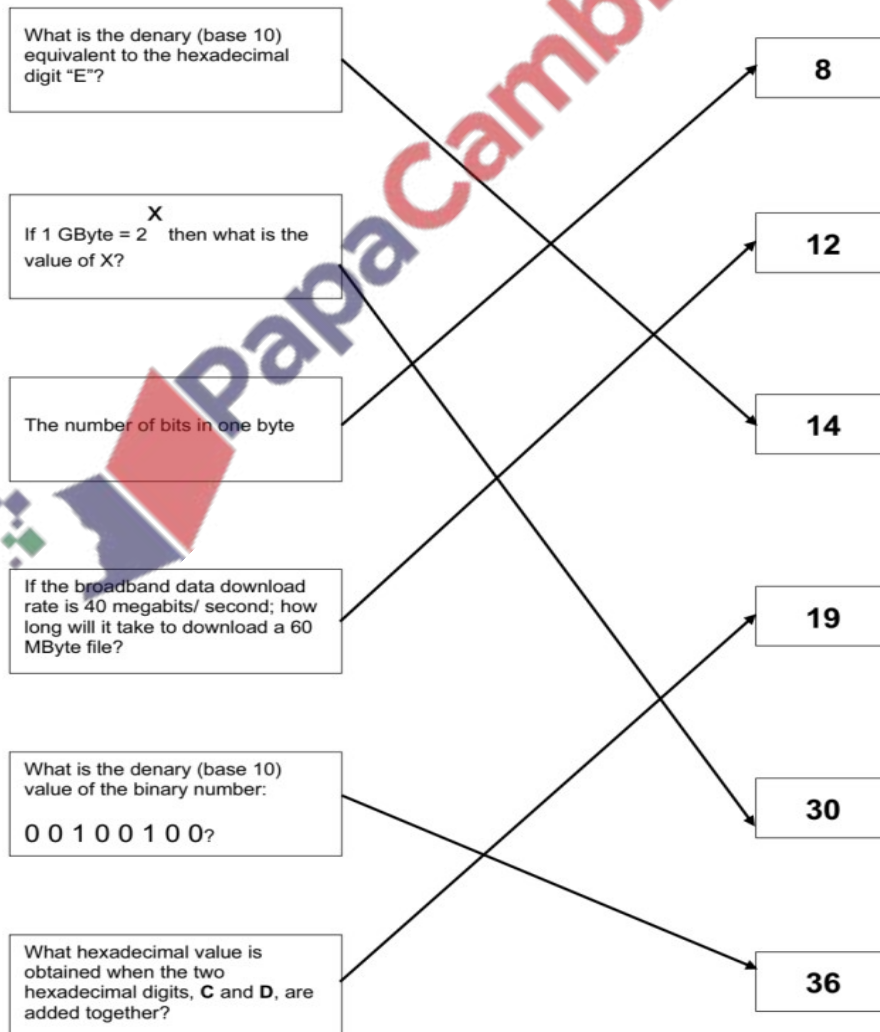 What is the denary (base 10)
equivalent to the hexadecimal
digit “E”?
8
If 1 GByte = 2^X then what is the
value of X?
12
The number of bits in one byte
14
If the broadband data download
rate is 40 megabits/ second; how
long will it take to download a 60
MByte file?
19
What is the denary (base 10)
value of the binary number:
0 0 1 0 0 1 0 0?
30
What hexadecimal value is
obtained when the two
hexadecimal digits, C and D, are
added together?
36
PapaCambri